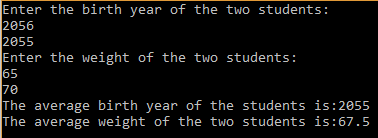 Enter the birth year of the two students:
2056
2055
Enter the weight of the two students:
65
70
The average birth year of the students is:2055
The average weight of the two students is:67.5